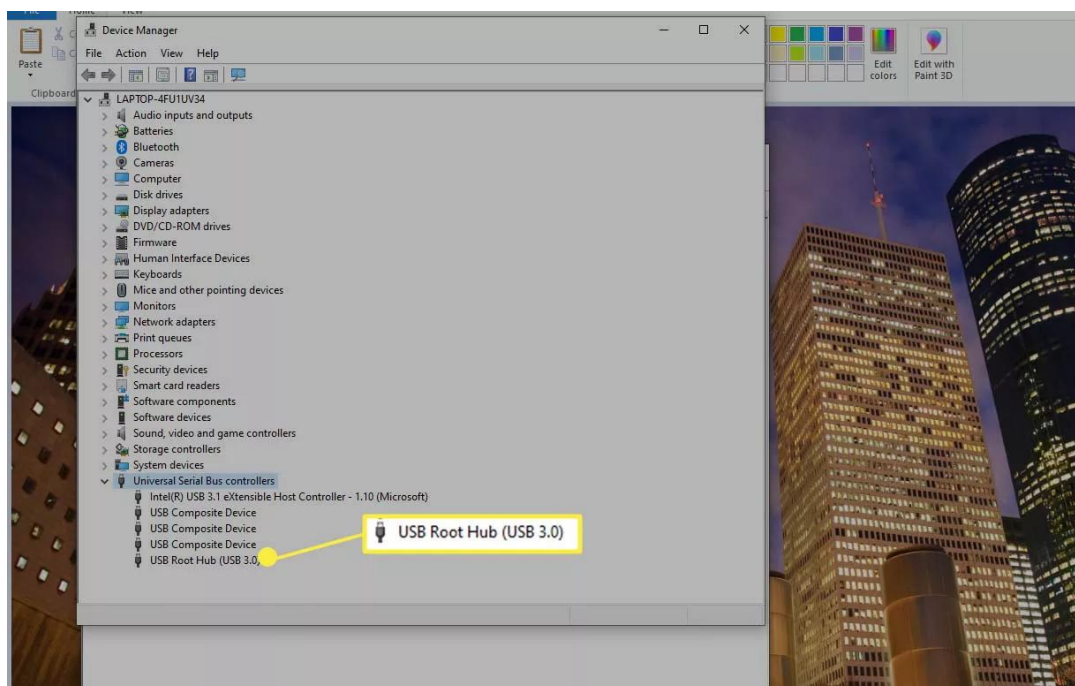 File Home View
Device Manager
File Action View Help
Paste
Clipboard
Edit colors
Edit with Paint 3D
LAPTOP-4FU1UV34
Audio inputs and outputs
Batteries
Bluetooth
Cameras
Computer
Disk drives
Display adapters
DVD/CD-ROM drives
Firmware
Human Interface Devices
Keyboards
Mice and other pointing devices
Monitors
Network adapters
Print queues
Processors
Security devices
Smart card readers
Software components
Software devices
Sound, video and game controllers
Storage controllers
System devices
Universal Serial Bus controllers
Intel(R) USB 3.1 eXtensible Host Controller - 1.10 (Microsoft)
USB Composite Device
USB Composite Device
USB Composite Device
USB Root Hub (USB 3.0)
USB Root Hub (USB 3.0)